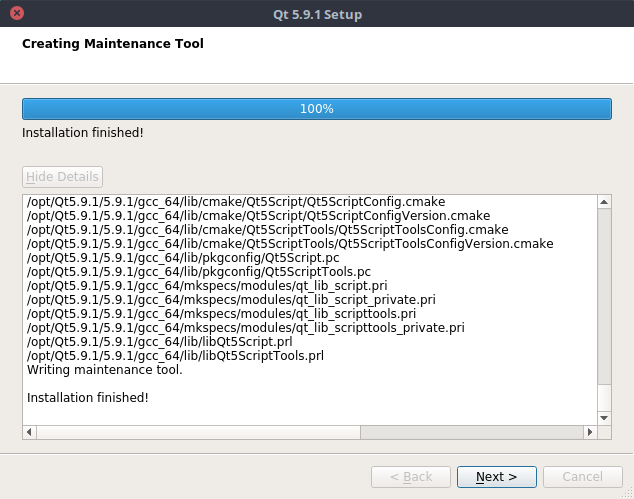 Qt 5.9.1 Setup
Creating Maintenance Tool
100%
Installation finished!
Hide Details
/opt/Qt5.9.1/5.9.1/gcc_64/lib/cmake/Qt5Script/Qt5ScriptConfig.cmake
/opt/Qt5.9.1/5.9.1/gcc_64/lib/cmake/Qt5Script/Qt5ScriptConfigVersion.cmake
/opt/Qt5.9.1/5.9.1/gcc_64/lib/cmake/Qt5ScriptTools/Qt5ScriptToolsConfig.cmake
/opt/Qt5.9.1/5.9.1/gcc_64/lib/cmake/Qt5ScriptTools/Qt5ScriptToolsConfigVersion.cmake
/opt/Qt5.9.1/5.9.1/gcc_64/lib/pkgconfig/Qt5Script.pc
/opt/Qt5.9.1/5.9.1/gcc_64/lib/pkgconfig/Qt5ScriptTools.pc
/opt/Qt5.9.1/5.9.1/gcc_64/mkspecs/modules/qt_lib_script.pri
/opt/Qt5.9.1/5.9.1/gcc_64/mkspecs/modules/qt_lib_script_private.pri
/opt/Qt5.9.1/5.9.1/gcc_64/mkspecs/modules/qt_lib_scripttools.pri
/opt/Qt5.9.1/5.9.1/gcc_64/mkspecs/modules/qt_lib_scripttools_private.pri
/opt/Qt5.9.1/5.9.1/gcc_64/lib/libQt5Script.prl
/opt/Qt5.9.1/5.9.1/gcc_64/lib/libQt5ScriptTools.prl
Writing maintenance tool.
Installation finished!
< Back
Next >
Cancel